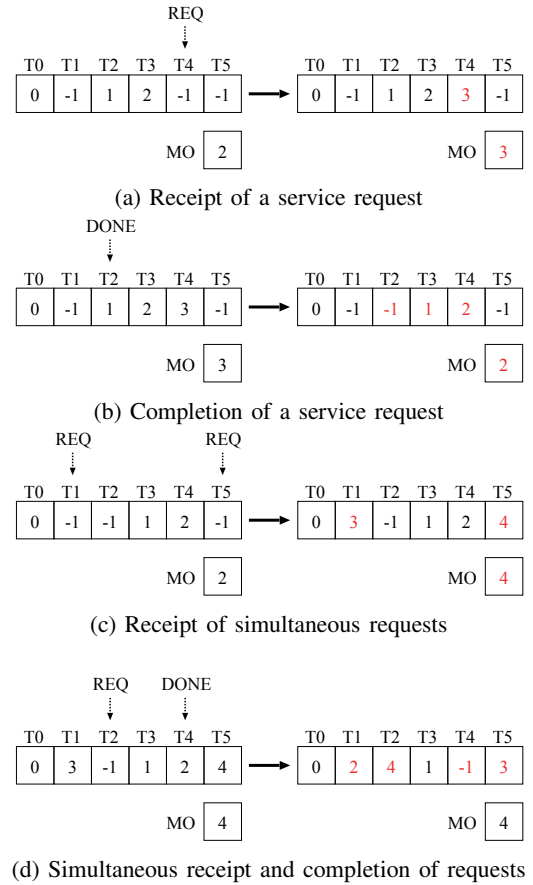 REQ
T0 T1 T2 T3 T4 T5 T0 T1 T2 T3 T4 T5
0 -1 1 2 -1 -1 0 -1 1 2 3 -1
MO 2 MO 3
(a) Receipt of a service request
DONE
T0 T1 T2 T3 T4 T5 T0 T1 T2 T3 T4 T5
0 -1 1 2 3 -1 0 -1 -1 1 2 -1
MO 3 MO 2
(b) Completion of a service request
REQ REQ
T0 T1 T2 T3 T4 T5 T0 T1 T2 T3 T4 T5
0 -1 -1 1 2 -1 0 3 -1 1 2 4
MO 2 MO 4
(c) Receipt of simultaneous requests
REQ DONE
T0 T1 T2 T3 T4 T5 T0 T1 T2 T3 T4 T5
0 3 -1 1 2 4 0 2 4 1 -1 3
MO 4 MO 4
(d) Simultaneous receipt and completion of requests